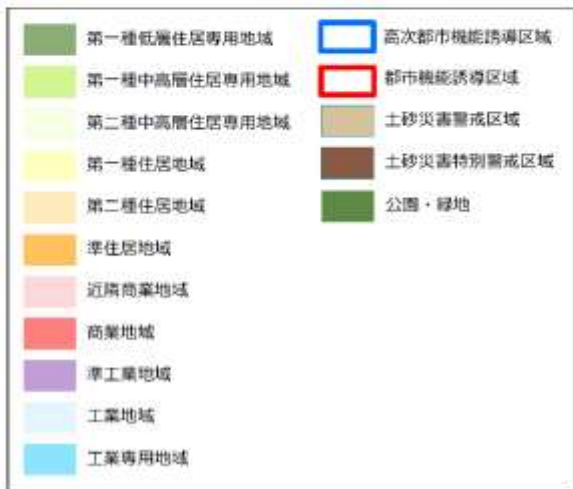 第一種低層住居専用地域
第一種中高層住居専用地域
第二種中高層住居専用地域
第一種住居地域
第二種住居地域
準住居地域
近隣商業地域
商業地域
準工業地域
工業地域
工業専用地域
高次都市機能誘導区域
都市機能誘導区域
土砂災害警戒区域
土砂災害特別警戒区域
公園・緑地